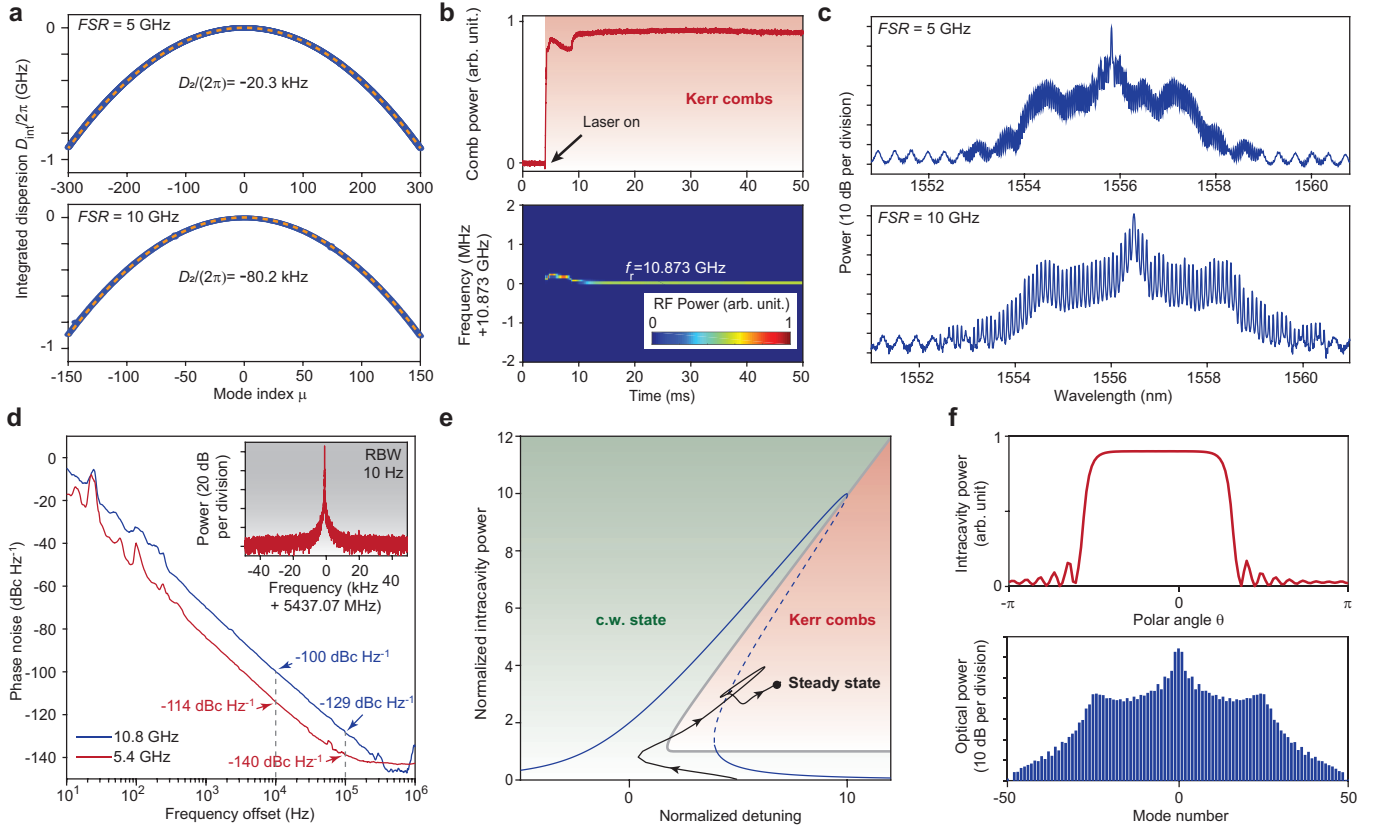 a
FSR = 5 GHz
D₂/(2π)= −20.3 kHz
0
-1
-300
-200
-100
0
100
200
300
FSR = 10 GHz
D₂/(2π)= −80.2 kHz
0
-1
-150
-100
-50
0
50
100
150
Integrated dispersion Dint/2π (GHz)
Mode index μ
b
Comb power (arb. unit.)
1
0
Kerr combs
Laser on
0
10
20
30
40
50
Frequency (MHz
+10.873 GHz)
2
1
0
-1
-2
fr=10.873 GHz
RF Power (arb. unit.)
0
1
0
10
20
30
40
50
Time (ms)
c
FSR = 5 GHz
1552
1554
1556
1558
1560
FSR = 10 GHz
1552
1554
1556
1558
1560
Power (10 dB per division)
Wavelength (nm)
d
Phase noise (dBc Hz⁻¹)
0
-20
-40
-60
-80
-100
-120
-140
RBW
10 Hz
Power (20 dB
per division)
-40
-20
0
20
40
Frequency (kHz
+ 5437.07 MHz)
-100 dBc Hz⁻¹
-114 dBc Hz⁻¹
-129 dBc Hz⁻¹
-140 dBc Hz⁻¹
10.8 GHz
5.4 GHz
10¹
10²
10³
10⁴
10⁵
10⁶
Frequency offset (Hz)
e
Normalized intracavity power
12
10
8
6
4
2
0
c.w. state
Kerr combs
Steady state
0
10
Normalized detuning
f
Intracavity power
(arb. unit)
1
0
-π
0
π
Polar angle θ
Optical power
(10 dB per division)
-50
0
50
Mode number